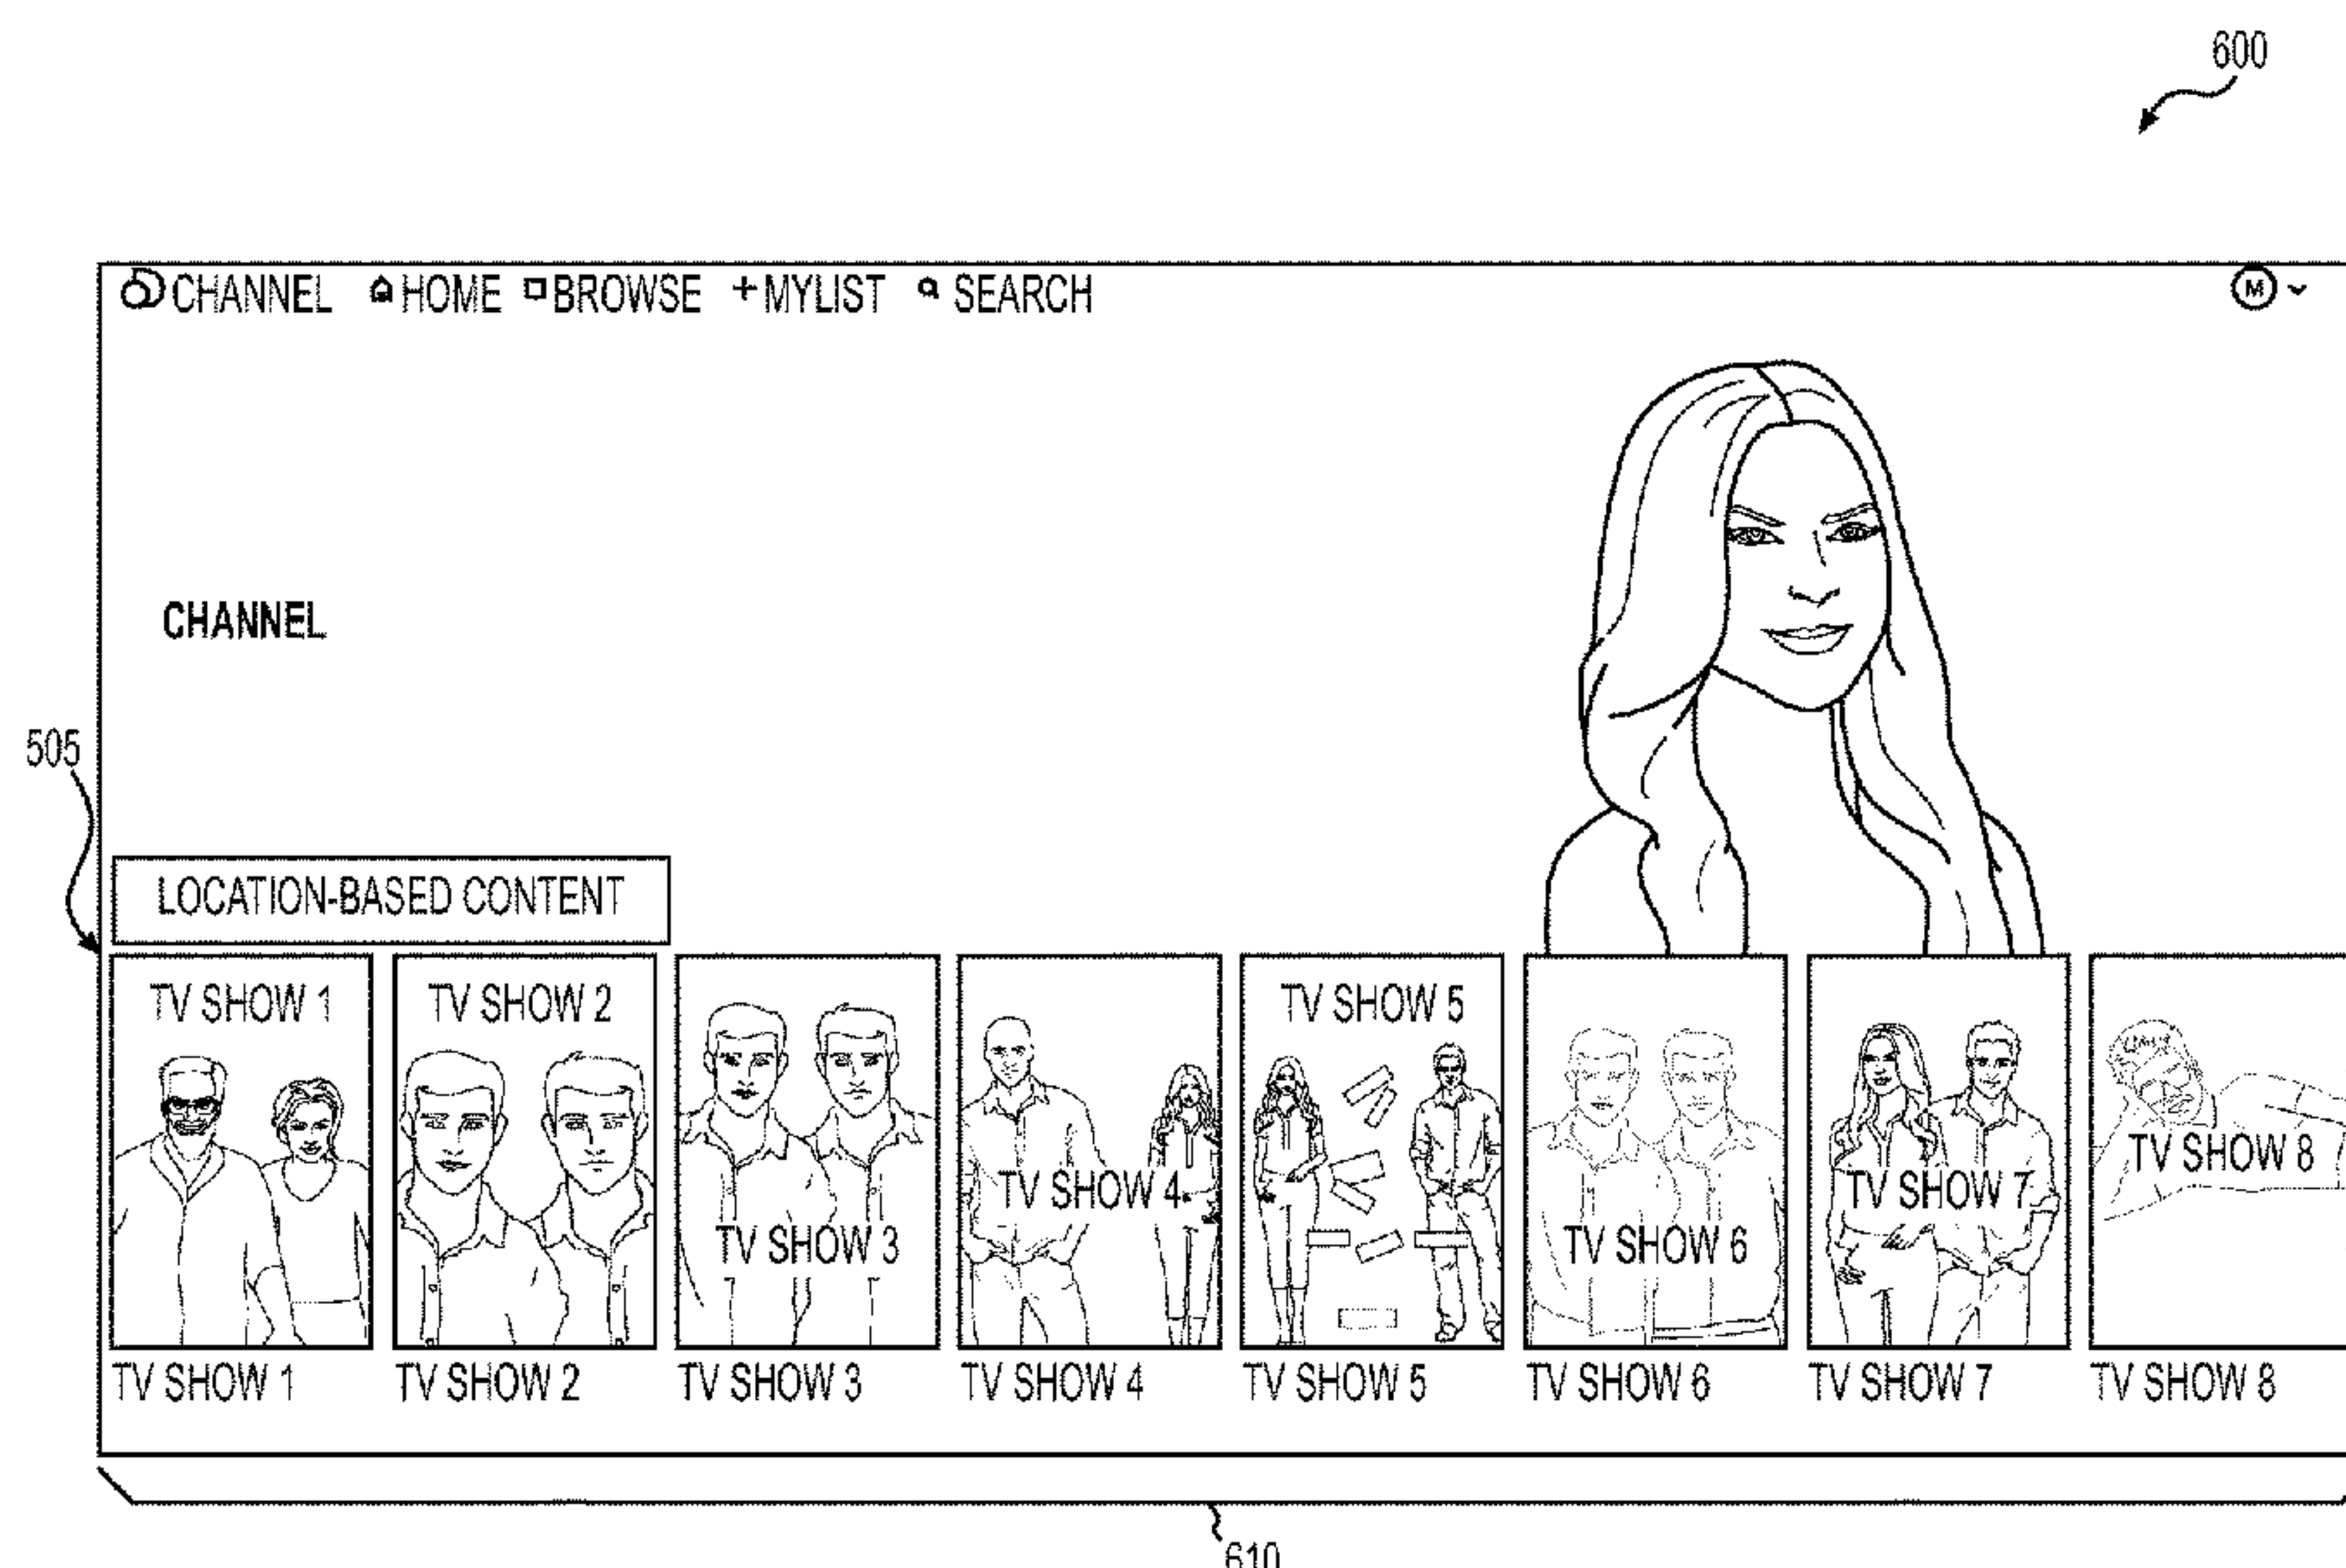 600
CHANNEL HOME BROWSE +MYLIST SEARCH M
CHANNEL
505
LOCATION-BASED CONTENT
TV SHOW 1
TV SHOW 2
TV SHOW 3
TV SHOW 4
TV SHOW 5
TV SHOW 6
TV SHOW 7
TV SHOW 8
TV SHOW 1 TV SHOW 2 TV SHOW 3 TV SHOW 4 TV SHOW 5 TV SHOW 6 TV SHOW 7 TV SHOW 8
610